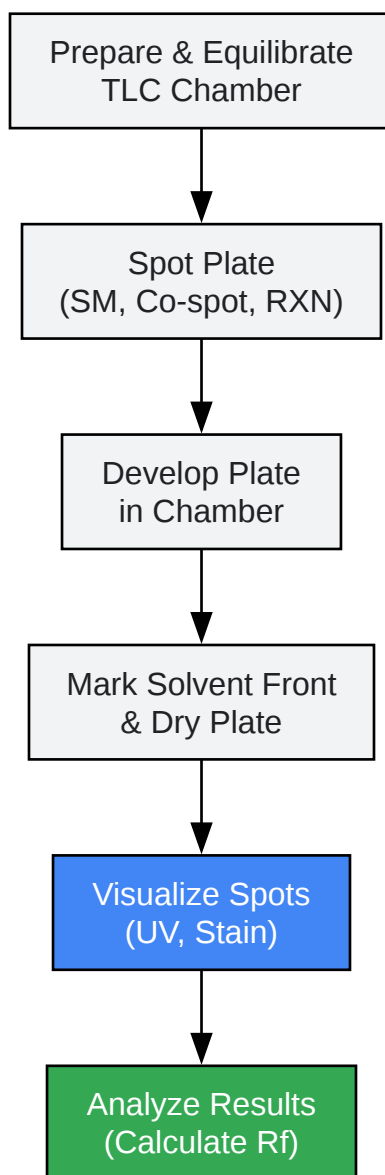 Prepare & Equilibrate
TLC Chamber
Spot Plate
(SM, Co-spot, RXN)
Develop Plate
in Chamber
Mark Solvent Front
& Dry Plate
Visualize Spots
(UV, Stain)
Analyze Results
(Calculate Rf)